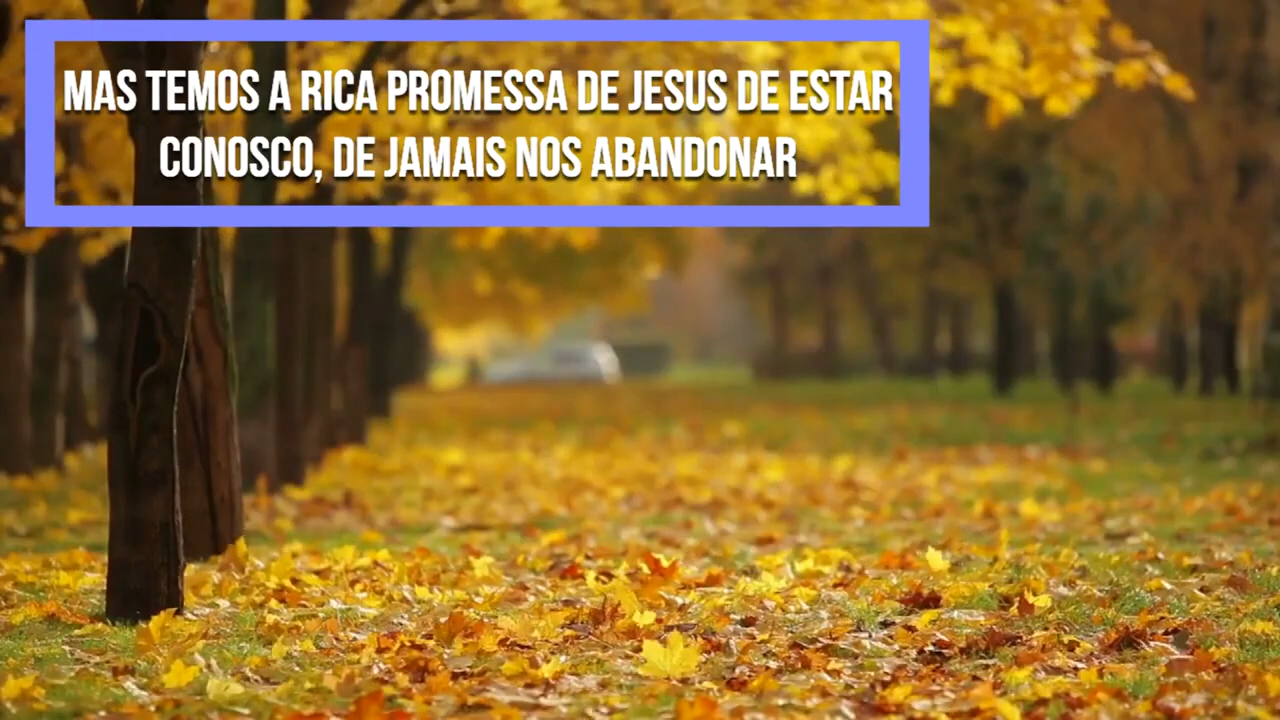 MAS TEMOS A RICA PROMESSA DE JESUS DE ESTAR
CONOSCO, DE JAMAIS NOS ABANDONAR